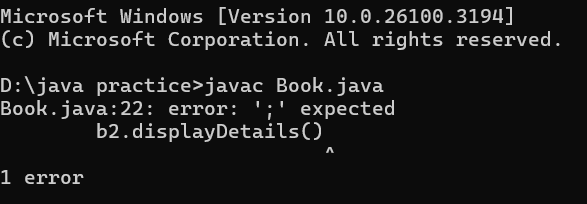 Microsoft Windows [Version 10.0.26100.3194]
(c) Microsoft Corporation. All rights reserved.
D:\java practice>javac Book.java
Book.java:22: error: ';' expected
        b2.displayDetails()
                           ^
1 error